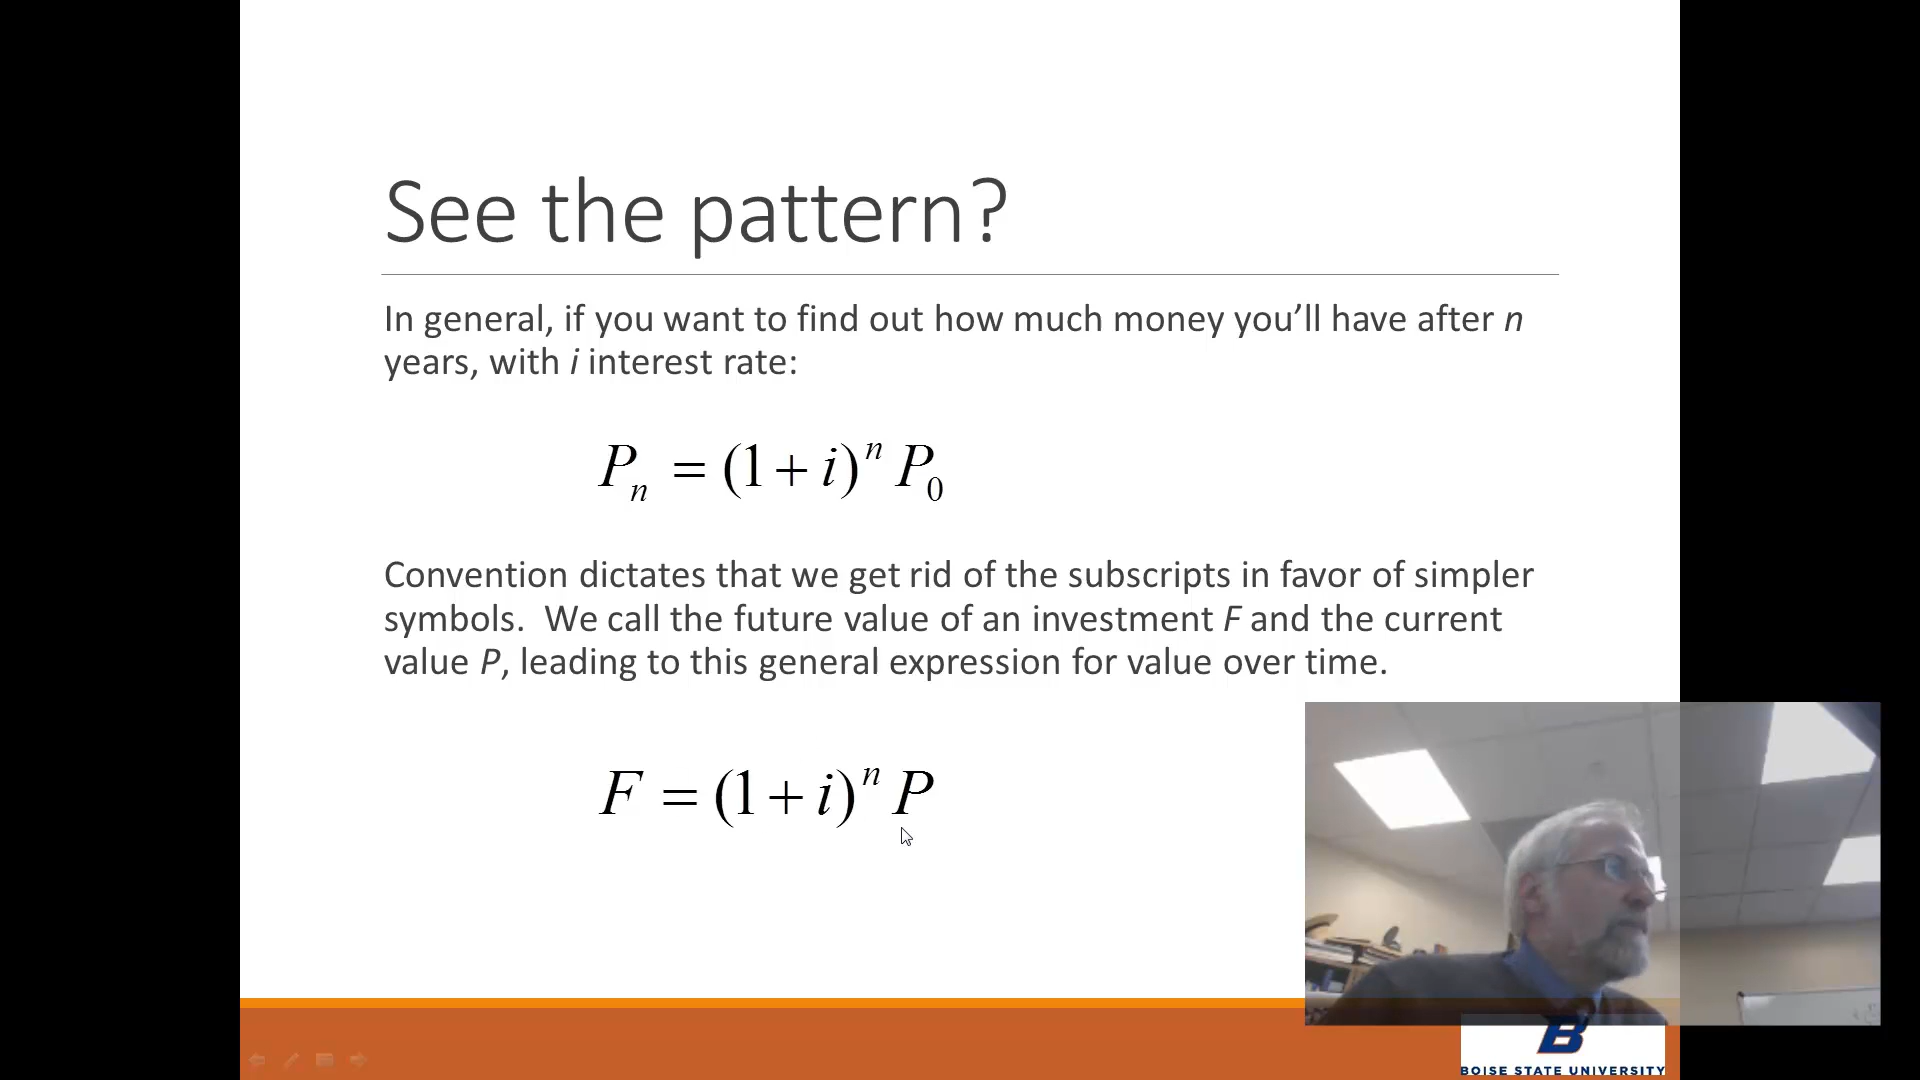 See the pattern?
In general, if you want to find out how much money you’ll have after n
years, with i interest rate:
Pₙ = (1 + i)ⁿ P₀
Convention dictates that we get rid of the subscripts in favor of simpler
symbols.  We call the future value of an investment F and the current
value P, leading to this general expression for value over time.
F = (1 + i)ⁿ P
B
BOISE STATE UNIVERSITY